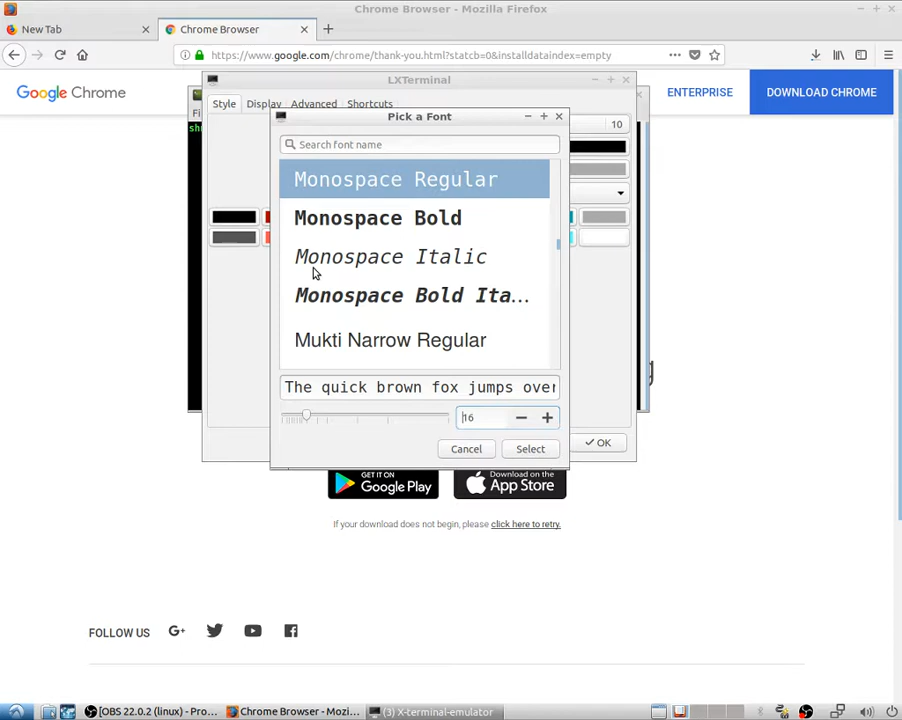 Chrome Browser - Mozilla Firefox
New Tab
Chrome Browser
https://www.google.com/chrome/thank-you.html?statcb=0&installdataindex=empty
Google Chrome
ENTERPRISE
DOWNLOAD CHROME
LXTerminal
Style
Display
Advanced
Shortcuts
10
Pick a Font
Search font name
Monospace Regular
Monospace Bold
Monospace Italic
Monospace Bold Ita...
Mukti Narrow Regular
The quick brown fox jumps over
16
Cancel
Select
OK
GET IT ON
Google Play
Download on the
App Store
If your download does not begin, please click here to retry.
FOLLOW US
G+
[OBS 22.0.2 (linux) - Pro...
Chrome Browser - Mozill...
(3) X-terminal-emulator